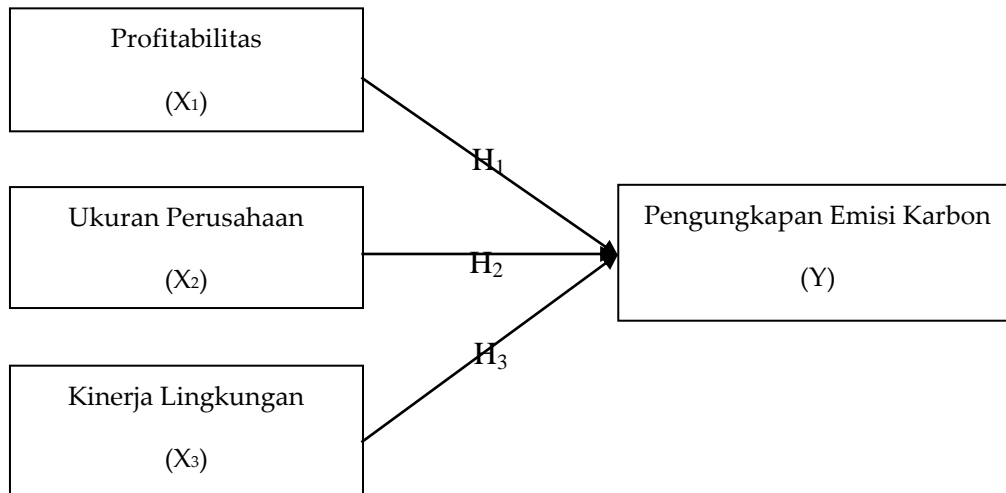 Profitabilitas
(X₁)
H₁
Ukuran Perusahaan
(X₂)
H₂
Pengungkapan Emisi Karbon
(Y)
H₃
Kinerja Lingkungan
(X₃)